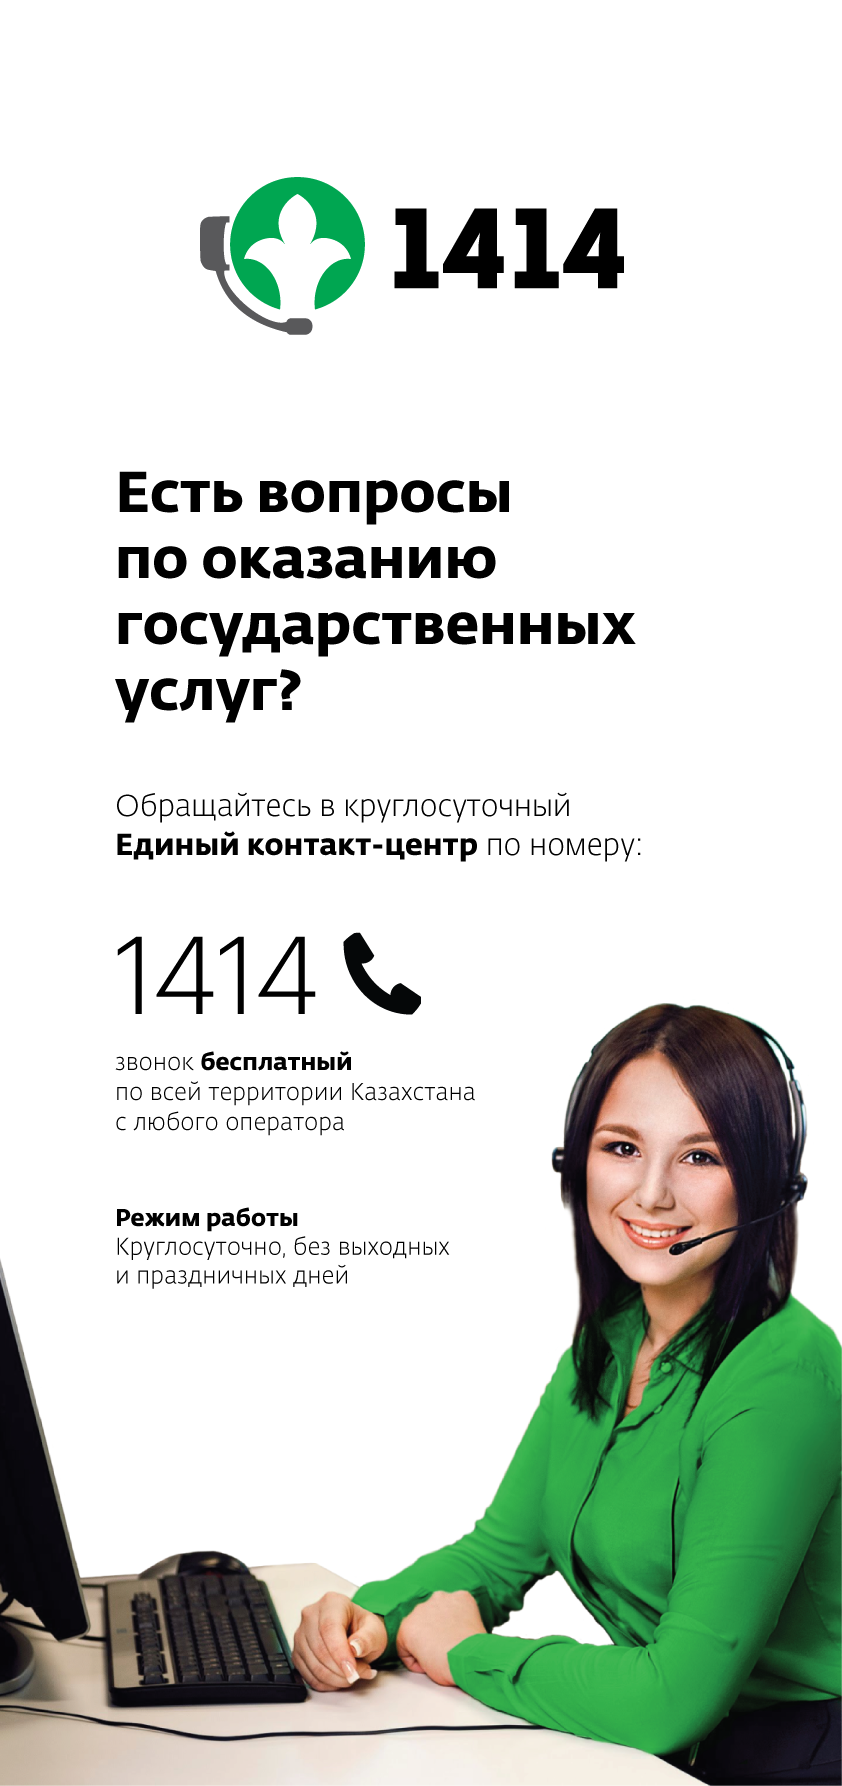 1414
Есть вопросы
по оказанию
государственных
услуг?
Обращайтесь в круглосуточный
Единый контакт-центр по номеру:
1414
звонок бесплатный
по всей территории Казахстана
с любого оператора
Режим работы
Круглосуточно, без выходных
и праздничных дней